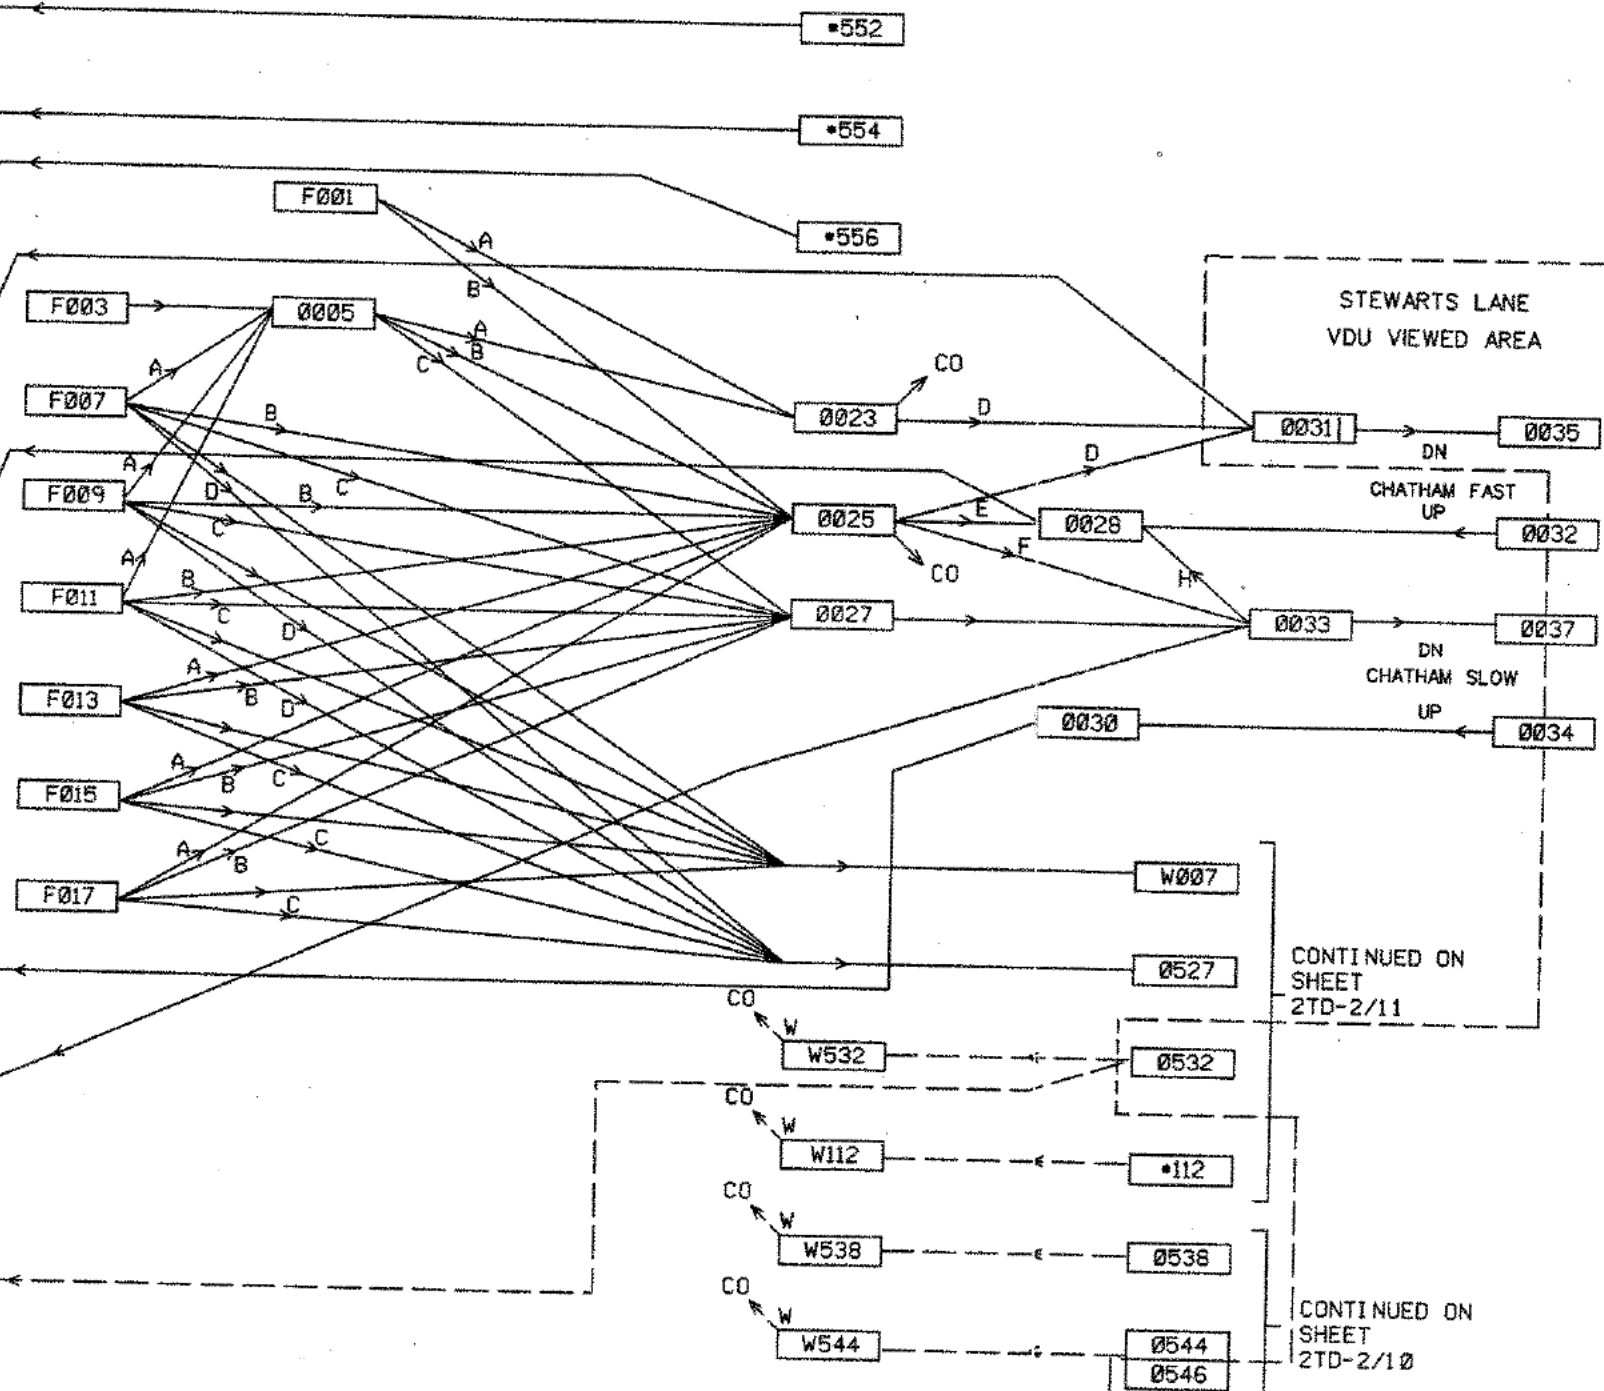 *552
*554
F001
*556
A
B
STEWARTS LANE
VDU VIEWED AREA
F003
0005
A
B
C
A
CO
F007
B
0023
D
0031
0035
DN
D
A
C
D
B
CHATHAM FAST
UP
F009
C
0025
E
0028
0032
F
CO
A
B
H
F011
C
0027
0033
0037
D
DN
A
CHATHAM SLOW
F013
B
D
UP
0030
0034
A
B
C
F015
C
A
B
W007
F017
C
CONTINUED ON
SHEET
2TD-2/11
0527
CO
W
W532
0532
CO
W
W112
*112
CO
W
W538
0538
CO
W
W544
0544
0546
CONTINUED ON
SHEET
2TD-2/10